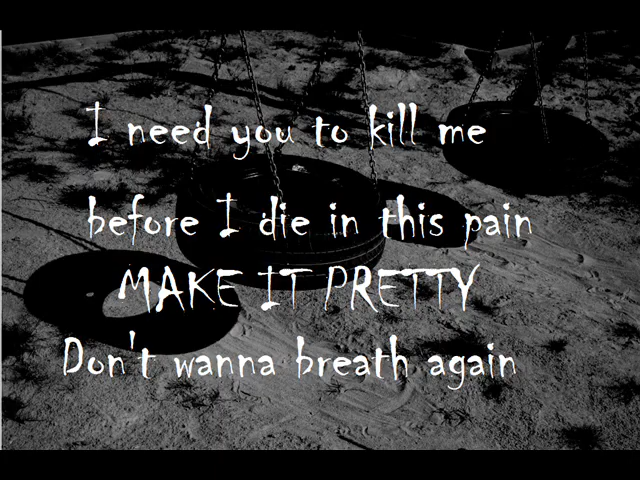 I need you to kill me
before I die in this pain
MAKE IT PRETTY
Don't wanna breath again